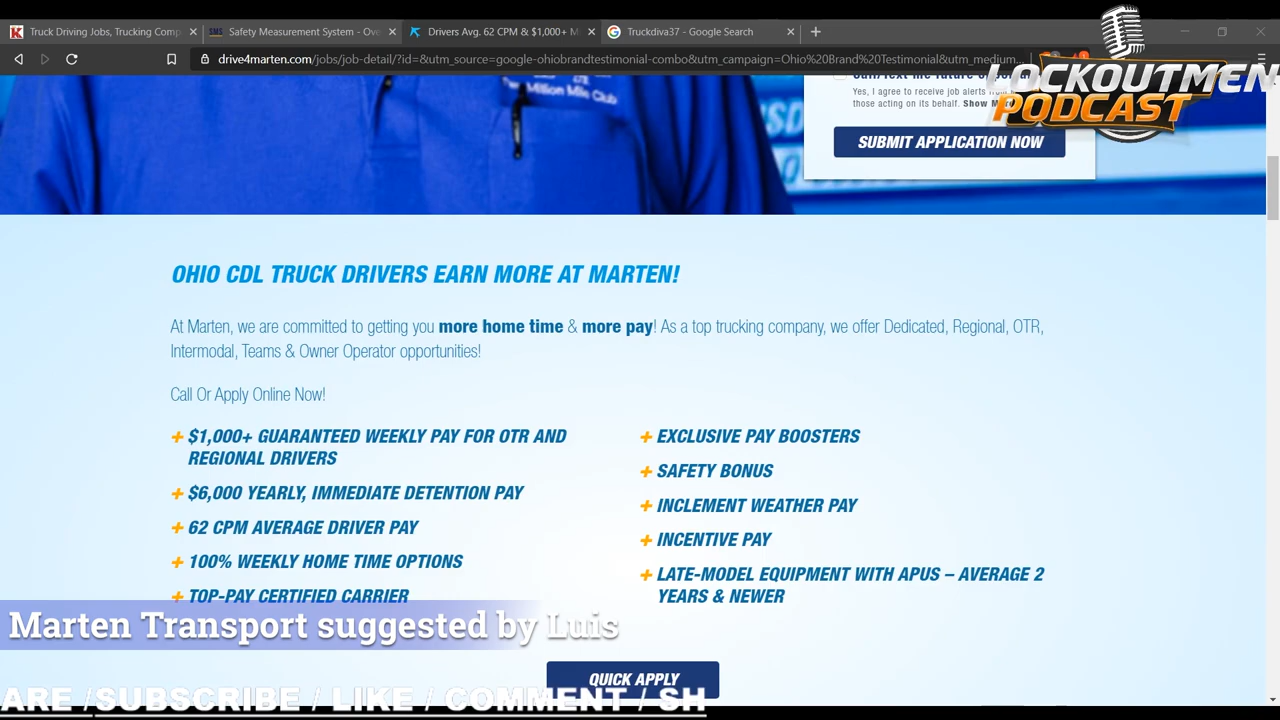 Truck Driving Jobs, Trucking Comp
Safety Measurement System - Ove
Drivers Avg. 62 CPM & $1,000+ M
Truckdiva37 - Google Search
drive4marten.com/jobs/job-detail/?id=&utm_source=google-ohiobrandtestimonial-combo&utm_campaign=Ohio%20Brand%20Testimonial&utm_medium...
LOCKOUTMEN
PODCAST
Million Mile Club
Yes, I agree to receive job alerts
those acting on its behalf. Show
SUBMIT APPLICATION NOW
OHIO CDL TRUCK DRIVERS EARN MORE AT MARTEN!
At Marten, we are committed to getting you more home time & more pay! As a top trucking company, we offer Dedicated, Regional, OTR,
Intermodal, Teams & Owner Operator opportunities!
Call Or Apply Online Now!
+ $1,000+ GUARANTEED WEEKLY PAY FOR OTR AND
REGIONAL DRIVERS
+ $6,000 YEARLY, IMMEDIATE DETENTION PAY
+ 62 CPM AVERAGE DRIVER PAY
+ 100% WEEKLY HOME TIME OPTIONS
+ TOP-PAY CERTIFIED CARRIER
+ EXCLUSIVE PAY BOOSTERS
+ SAFETY BONUS
+ INCLEMENT WEATHER PAY
+ INCENTIVE PAY
+ LATE-MODEL EQUIPMENT WITH APUS – AVERAGE 2
YEARS & NEWER
Marten Transport suggested by Luis
QUICK APPLY
ARE / SUBSCRIBE / LIKE / COMMENT / SH